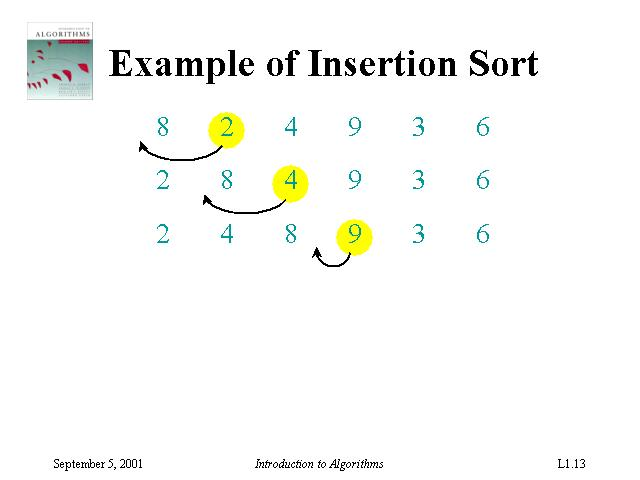 ALGORITHMS
Example of Insertion Sort
8 2 4 9 3 6
2 8 4 9 3 6
2 4 8 9 3 6
September 5, 2001 Introduction to Algorithms L1.13